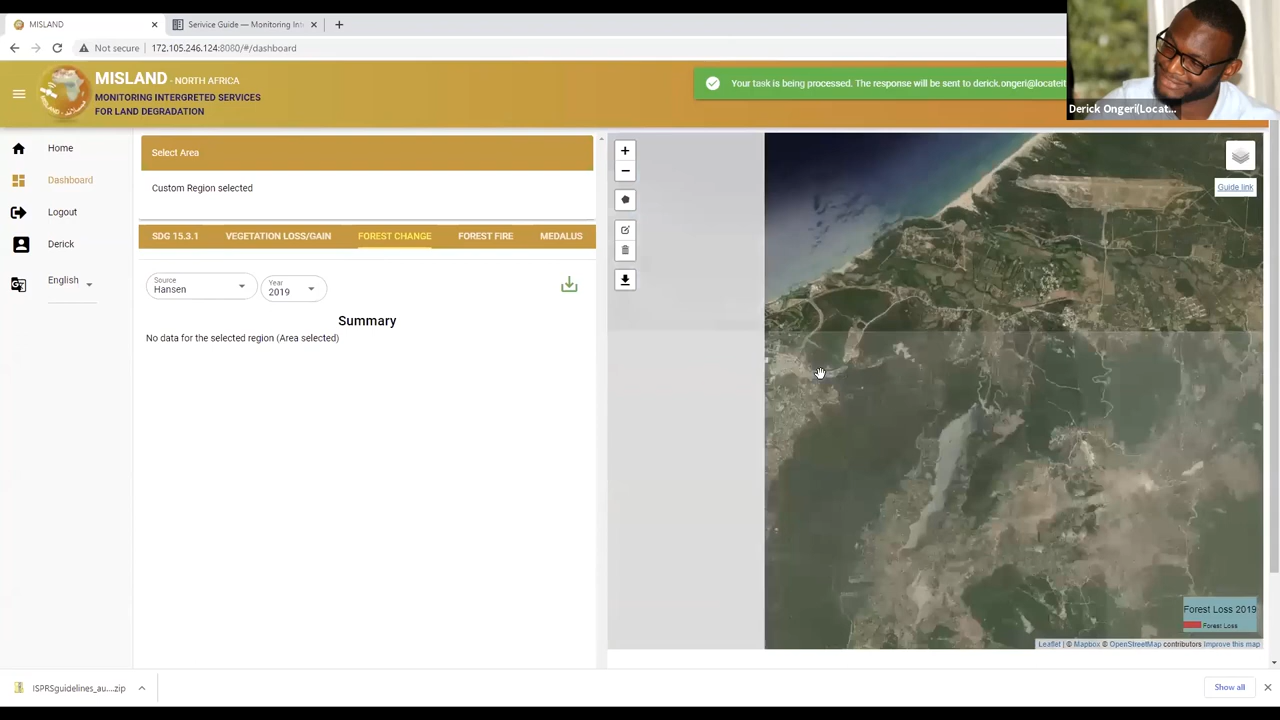 MISLAND
Serivice Guide — Monitoring Int
Not secure
172.105.246.124:8080/#/dashboard
MISLAND - NORTH AFRICA
MONITORING INTERGRETED SERVICES
FOR LAND DEGRADATION
Your task is being processed. The response will be sent to derick.ongeri@locateit
Derick Ongeri(Locat...
Home
Dashboard
Logout
Derick
English
Select Area
Custom Region selected
SDG 15.3.1
VEGETATION LOSS/GAIN
FOREST CHANGE
FOREST FIRE
MEDALUS
Source
Hansen
Year
2019
Summary
No data for the selected region (Area selected)
+
−
Guide link
Forest Loss 2019
Forest Loss
Leaflet | © Mapbox © OpenStreetMap contributors Improve this map
ISPRSguidelines_au....zip
Show all